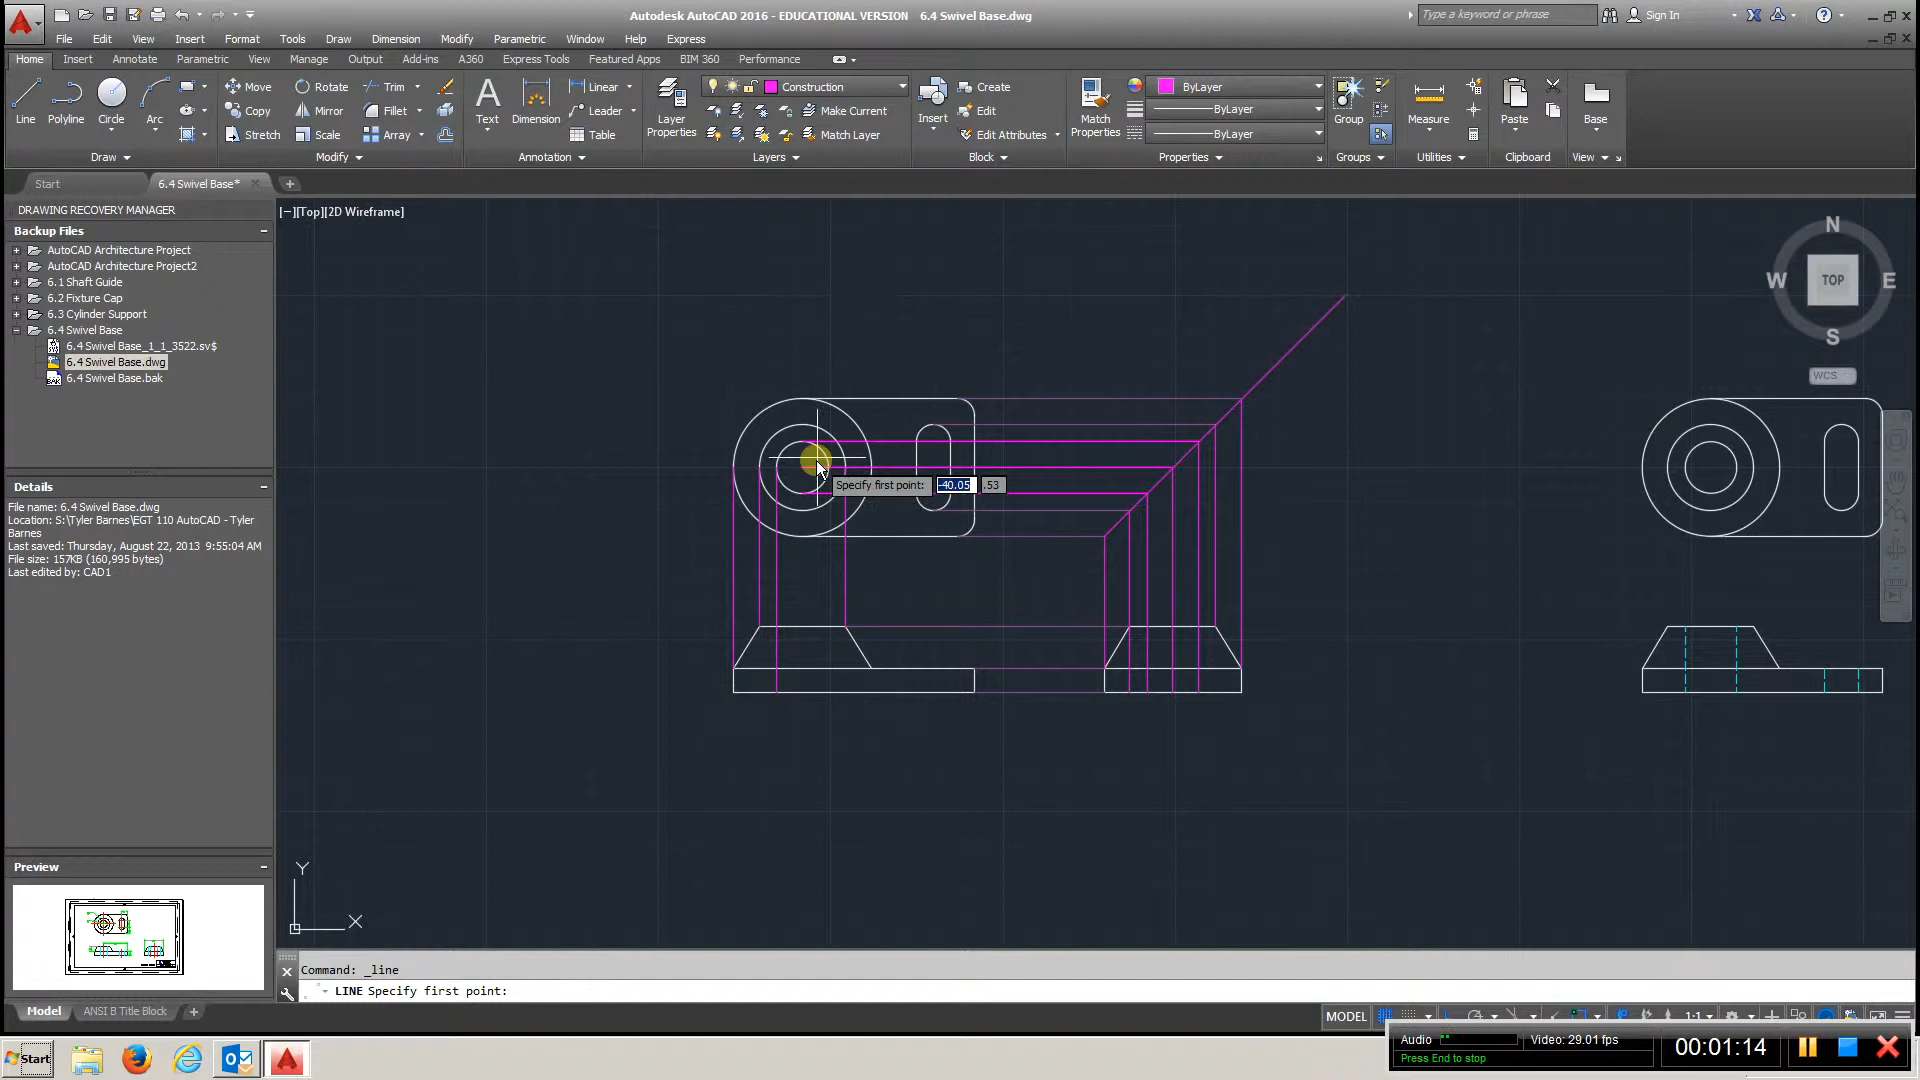 Autodesk AutoCAD 2016 - EDUCATIONAL VERSION 6.4 Swivel Base.dwg
Type a keyword or phrase
Sign In
File Edit View Insert Format Tools Draw Dimension Modify Parametric Window Help Express
Home Insert Annotate Parametric View Manage Output Add-ins A360 Express Tools Featured Apps BIM 360 Performance
Line Polyline Circle Arc
Draw
Move Rotate Trim
Copy Mirror Fillet
Stretch Scale Array
Modify
Text Dimension
Linear
Leader
Table
Annotation
Layer Properties
Construction
Make Current
Match Layer
Layers
Insert
Create
Edit
Edit Attributes
Block
Match Properties
ByLayer
ByLayer
ByLayer
Properties
Group
Groups
Measure
Utilities
Paste
Clipboard
Base
View
Start
6.4 Swivel Base*
DRAWING RECOVERY MANAGER
Backup Files
AutoCAD Architecture Project
AutoCAD Architecture Project2
6.1 Shaft Guide
6.2 Fixture Cap
6.3 Cylinder Support
6.4 Swivel Base
6.4 Swivel Base_1_1_3522.sv$
6.4 Swivel Base.dwg
6.4 Swivel Base.bak
Details
File name: 6.4 Swivel Base.dwg
Location: S:\Tyler Barnes\EGT 110 AutoCAD - Tyler
Barnes
Last saved: Thursday, August 22, 2013 9:55:04 AM
File size: 157KB (160,995 bytes)
Last edited by: CAD1
Preview
[−][Top][2D Wireframe]
N
W TOP E
S
WCS
Specify first point: -40.05 .53
Y
X
Command: _line
LINE Specify first point:
Model ANSI B Title Block
MODEL
1:1
Start
Audio
Video: 29.01 fps
Press End to stop
00:01:14